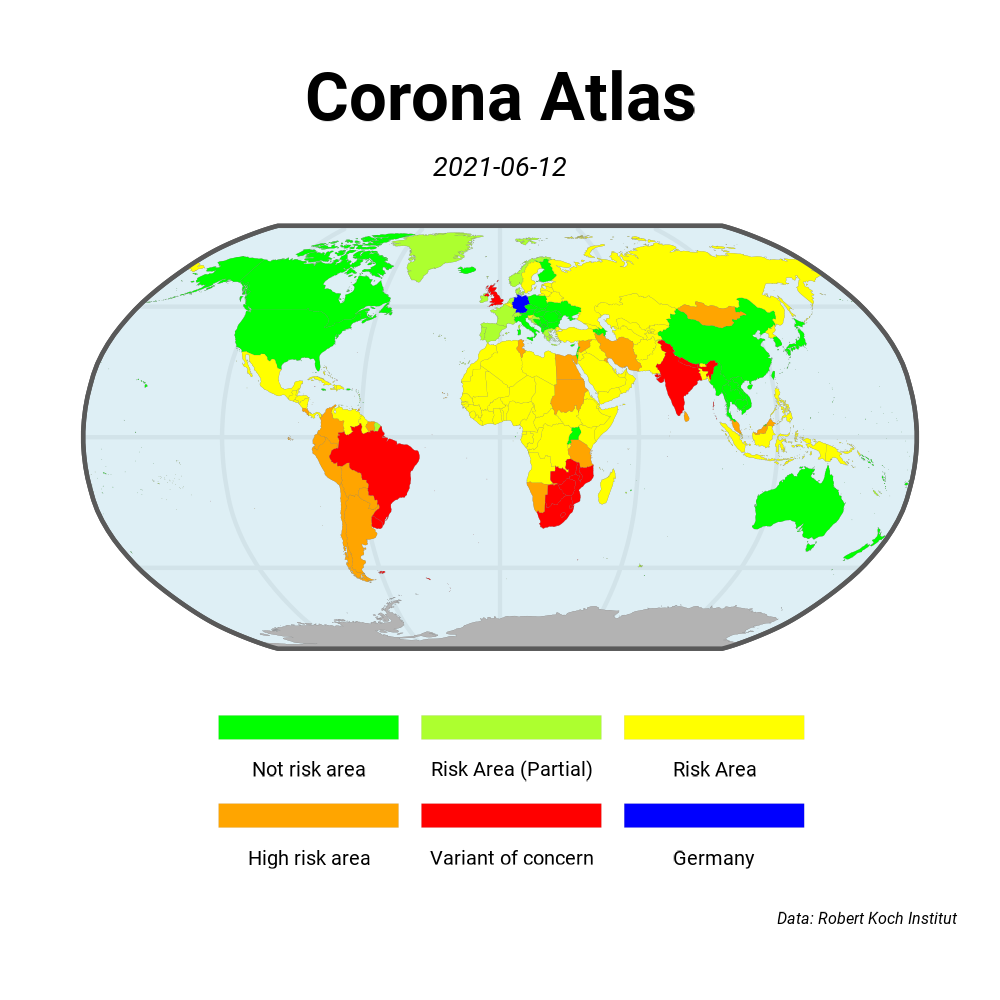 Corona Atlas
2021-06-12
Not risk area
Risk Area (Partial)
Risk Area
High risk area
Variant of concern
Germany
Data: Robert Koch Institut